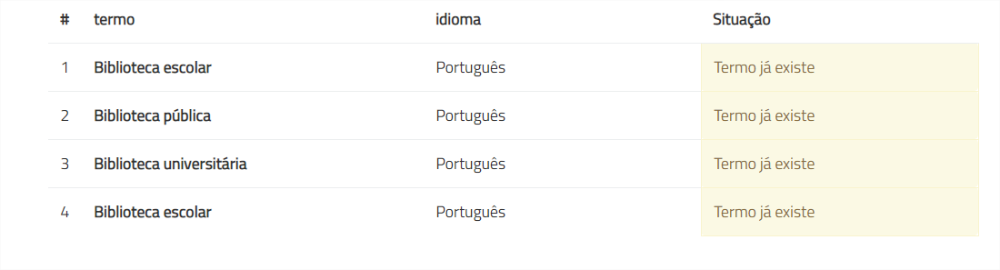 # termo idioma Situação
1 Biblioteca escolar Português Termo já existe
2 Biblioteca pública Português Termo já existe
3 Biblioteca universitária Português Termo já existe
4 Biblioteca escolar Português Termo já existe